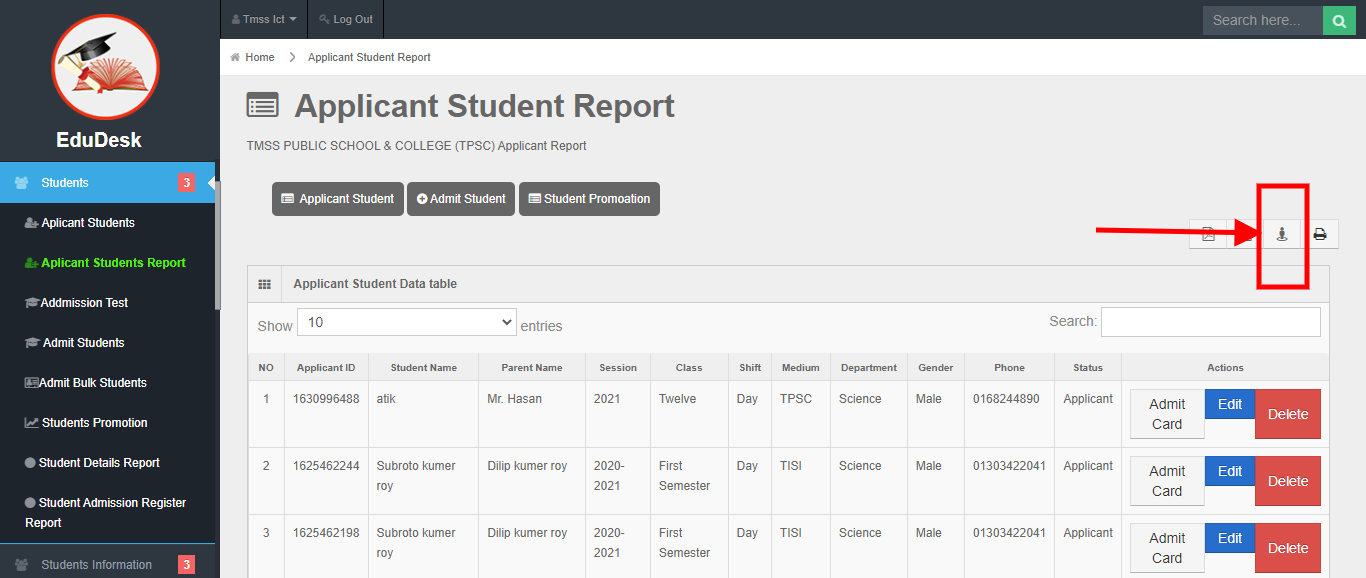 Tmss Ict
Log Out
Search here...
EduDesk
Home
Applicant Student Report
Applicant Student Report
TMSS PUBLIC SCHOOL & COLLEGE (TPSC) Applicant Report
Students 3
Aplicant Students
Aplicant Students Report
Addmission Test
Admit Students
Admit Bulk Students
Students Promotion
Student Details Report
Student Admission Register
Report
Students Information 3
Applicant Student
Admit Student
Student Promoation
Applicant Student Data table
Show 10 entries
Search:
NO Applicant ID Student Name Parent Name Session Class Shift Medium Department Gender Phone Status Actions
1 1630996488 atik Mr. Hasan 2021 Twelve Day TPSC Science Male 0168244890 Applicant Admit Edit Delete
Card
2 1625462244 Subroto kumer Dilip kumer roy 2020- First Day TISI Science Male 01303422041 Applicant Admit Edit Delete
roy 2021 Semester Card
3 1625462198 Subroto kumer Dilip kumer roy 2020- First Day TISI Science Male 01303422041 Applicant Admit Edit Delete
roy 2021 Semester Card